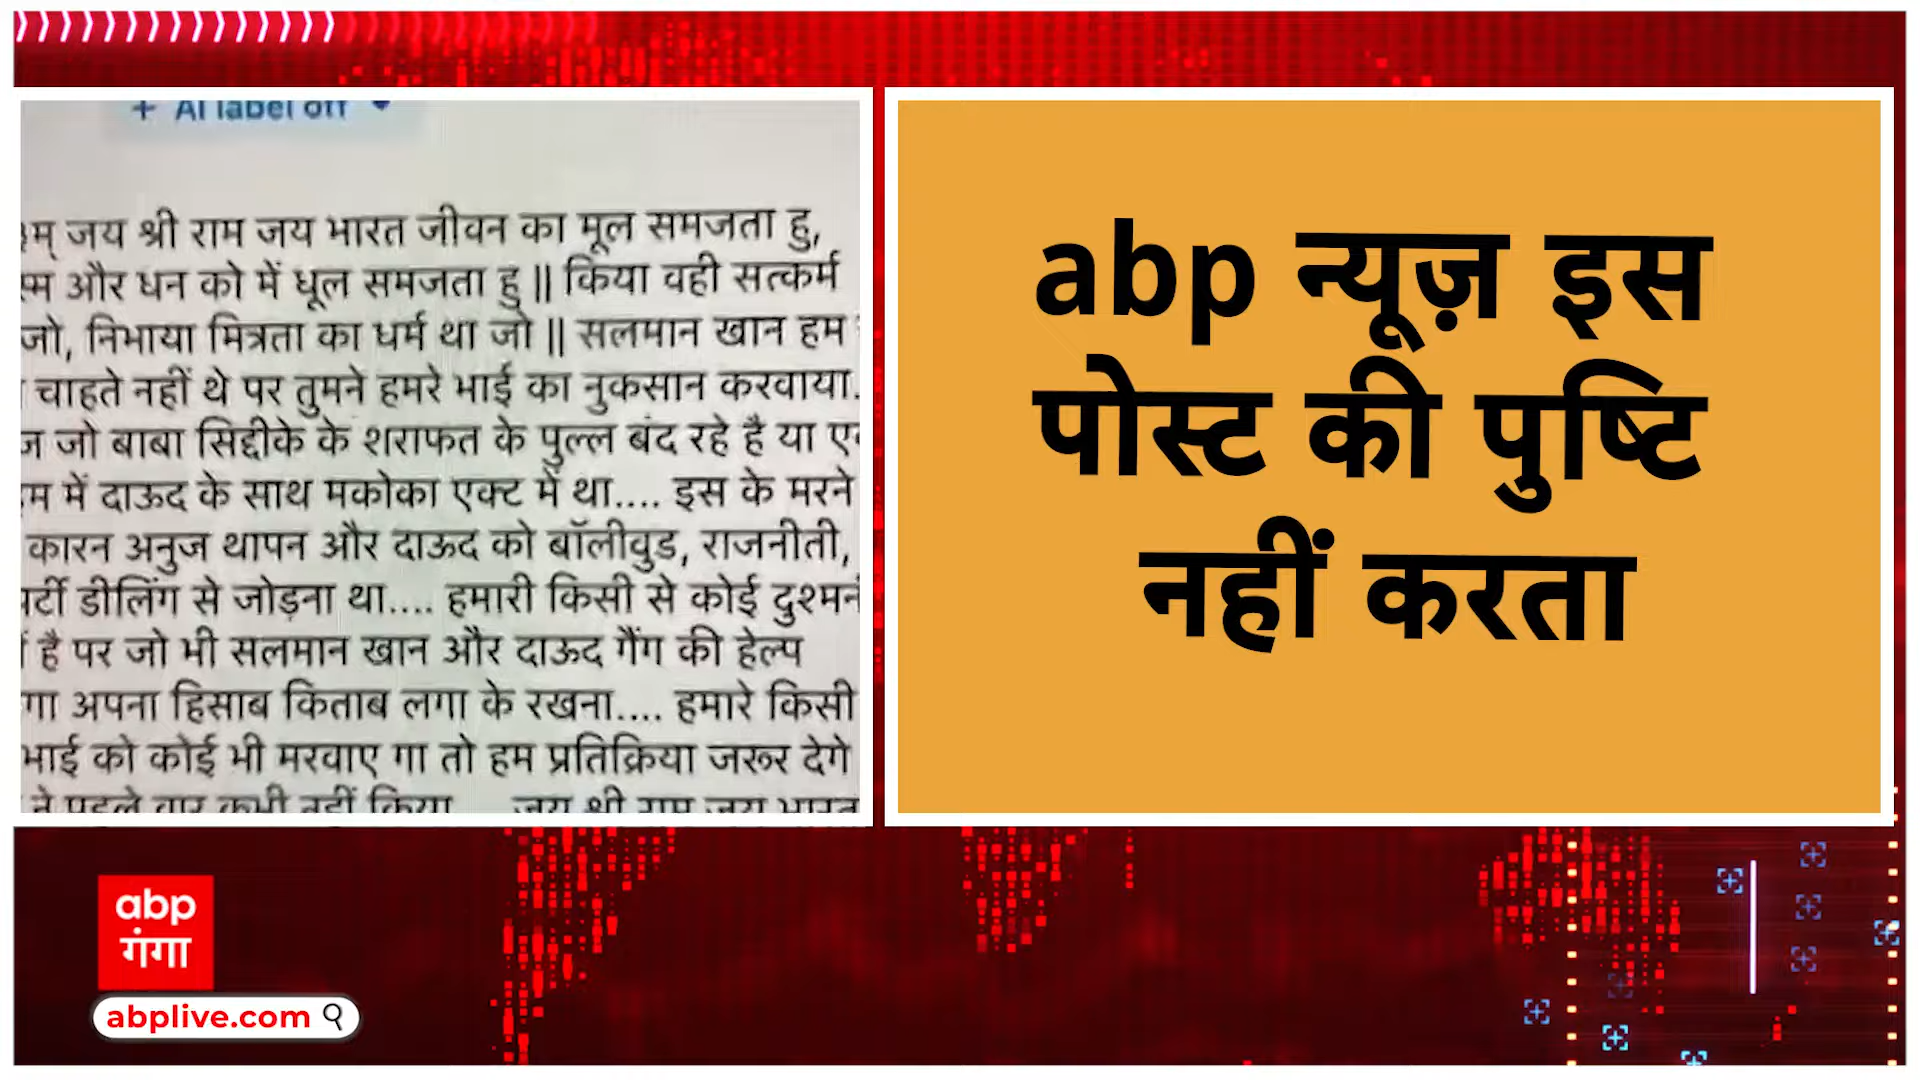 + AI label off
जय श्री राम जय भारत जीवन का मूल समजता हु,
और धन को में धूल समजता हु || किया वही सत्कर्म
जो, निभाया मित्रता का धर्म था जो || सलमान खान हम
चाहते नहीं थे पर तुमने हमरे भाई का नुकसान करवाया.
जो बाबा सिद्दीके के शराफत के पुल्ल बंद रहे है या
में दाऊद के साथ मकोका एक्ट में था.... इस के मरने
कारन अनुज थापन और दाऊद को बॉलीवुड, राजनीती,
डीलिंग से जोड़ना था.... हमारी किसी से कोई
है पर जो भी सलमान खान और दाऊद गैंग की हेल्प
अपना हिसाब किताब लगा के रखना.... हमारे किसी
भाई को कोई भी मरवाए गा तो हम प्रतिक्रिया जरूर देगे
abp न्यूज़ इस
पोस्ट की पुष्टि
नहीं करता
abp
गंगा
abplive.com